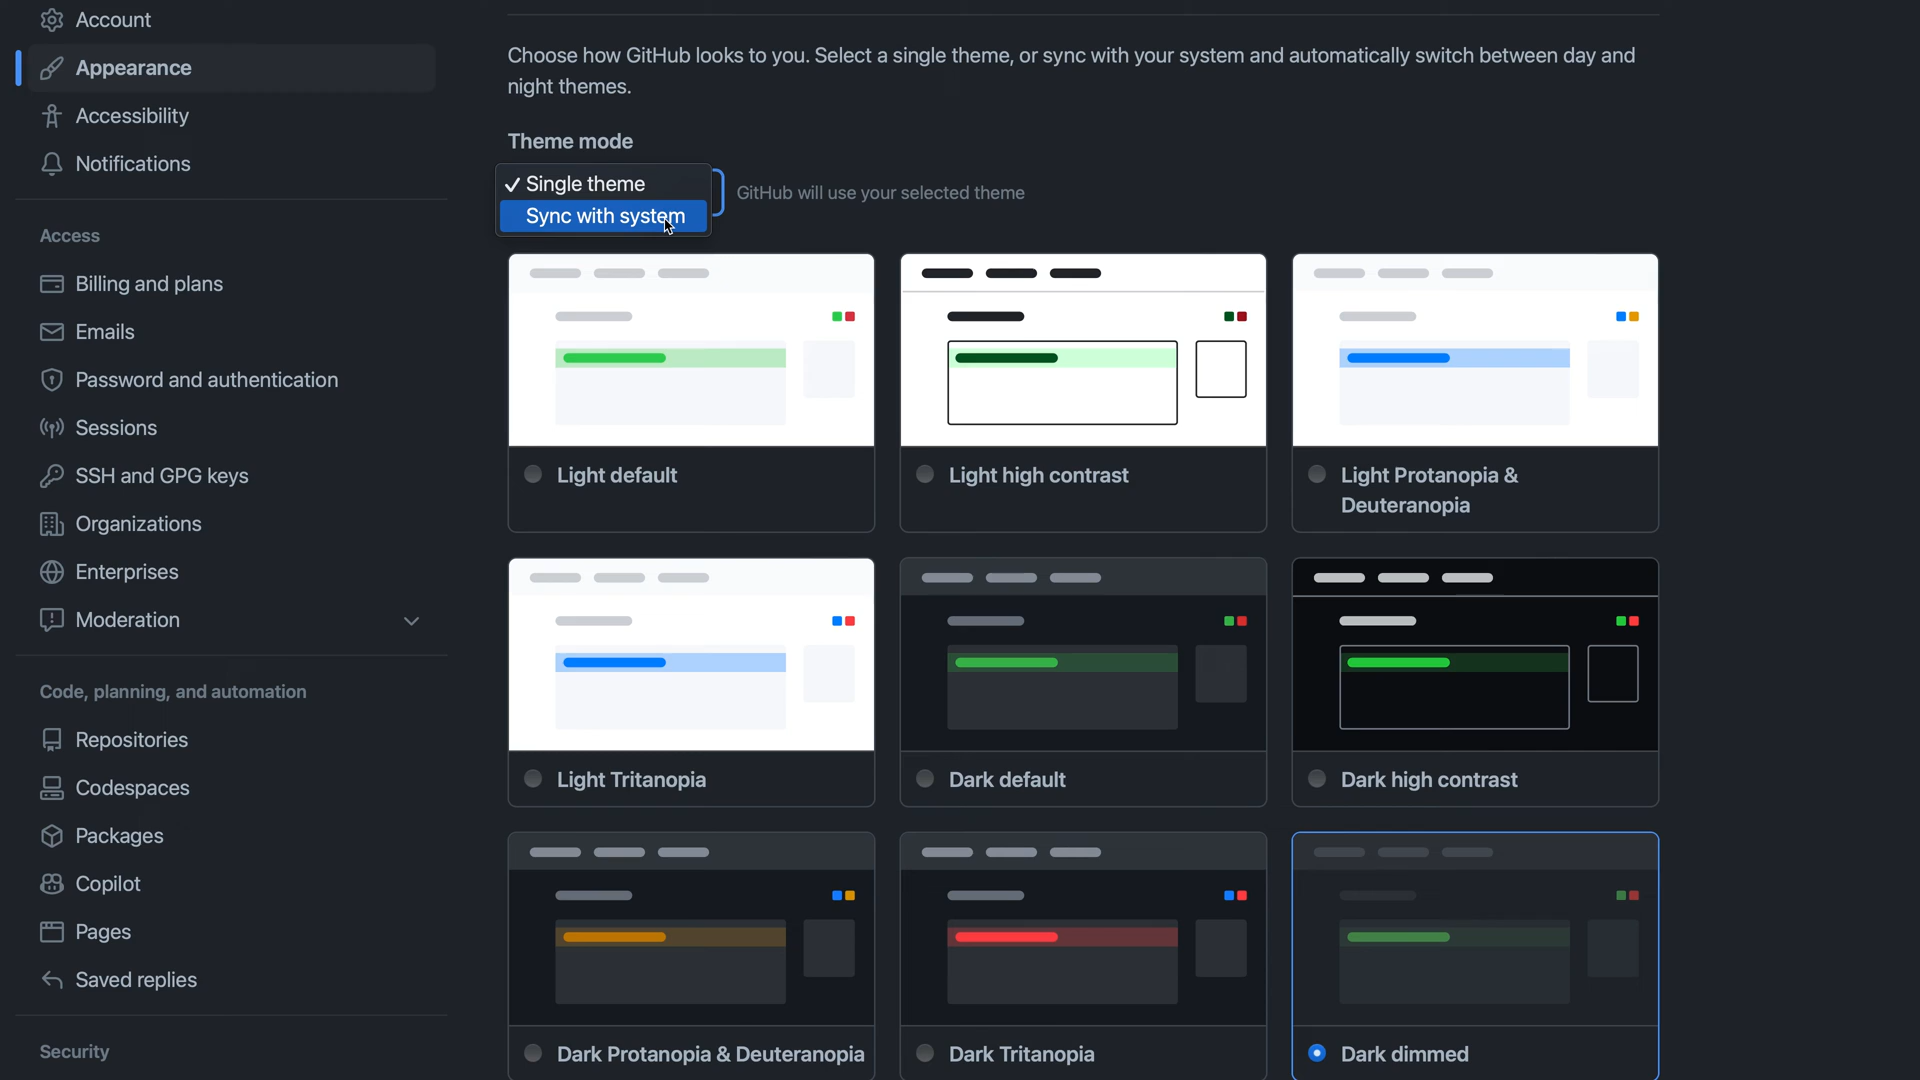 Account
Appearance
Accessibility
Notifications
Access
Billing and plans
Emails
Password and authentication
Sessions
SSH and GPG keys
Organizations
Enterprises
Moderation
Code, planning, and automation
Repositories
Codespaces
Packages
Copilot
Pages
Saved replies
Security
Choose how GitHub looks to you. Select a single theme, or sync with your system and automatically switch between day and
night themes.
Theme mode
Single theme
Sync with system
GitHub will use your selected theme
Light default
Light high contrast
Light Protanopia &
Deuteranopia
Light Tritanopia
Dark default
Dark high contrast
Dark Protanopia & Deuteranopia
Dark Tritanopia
Dark dimmed